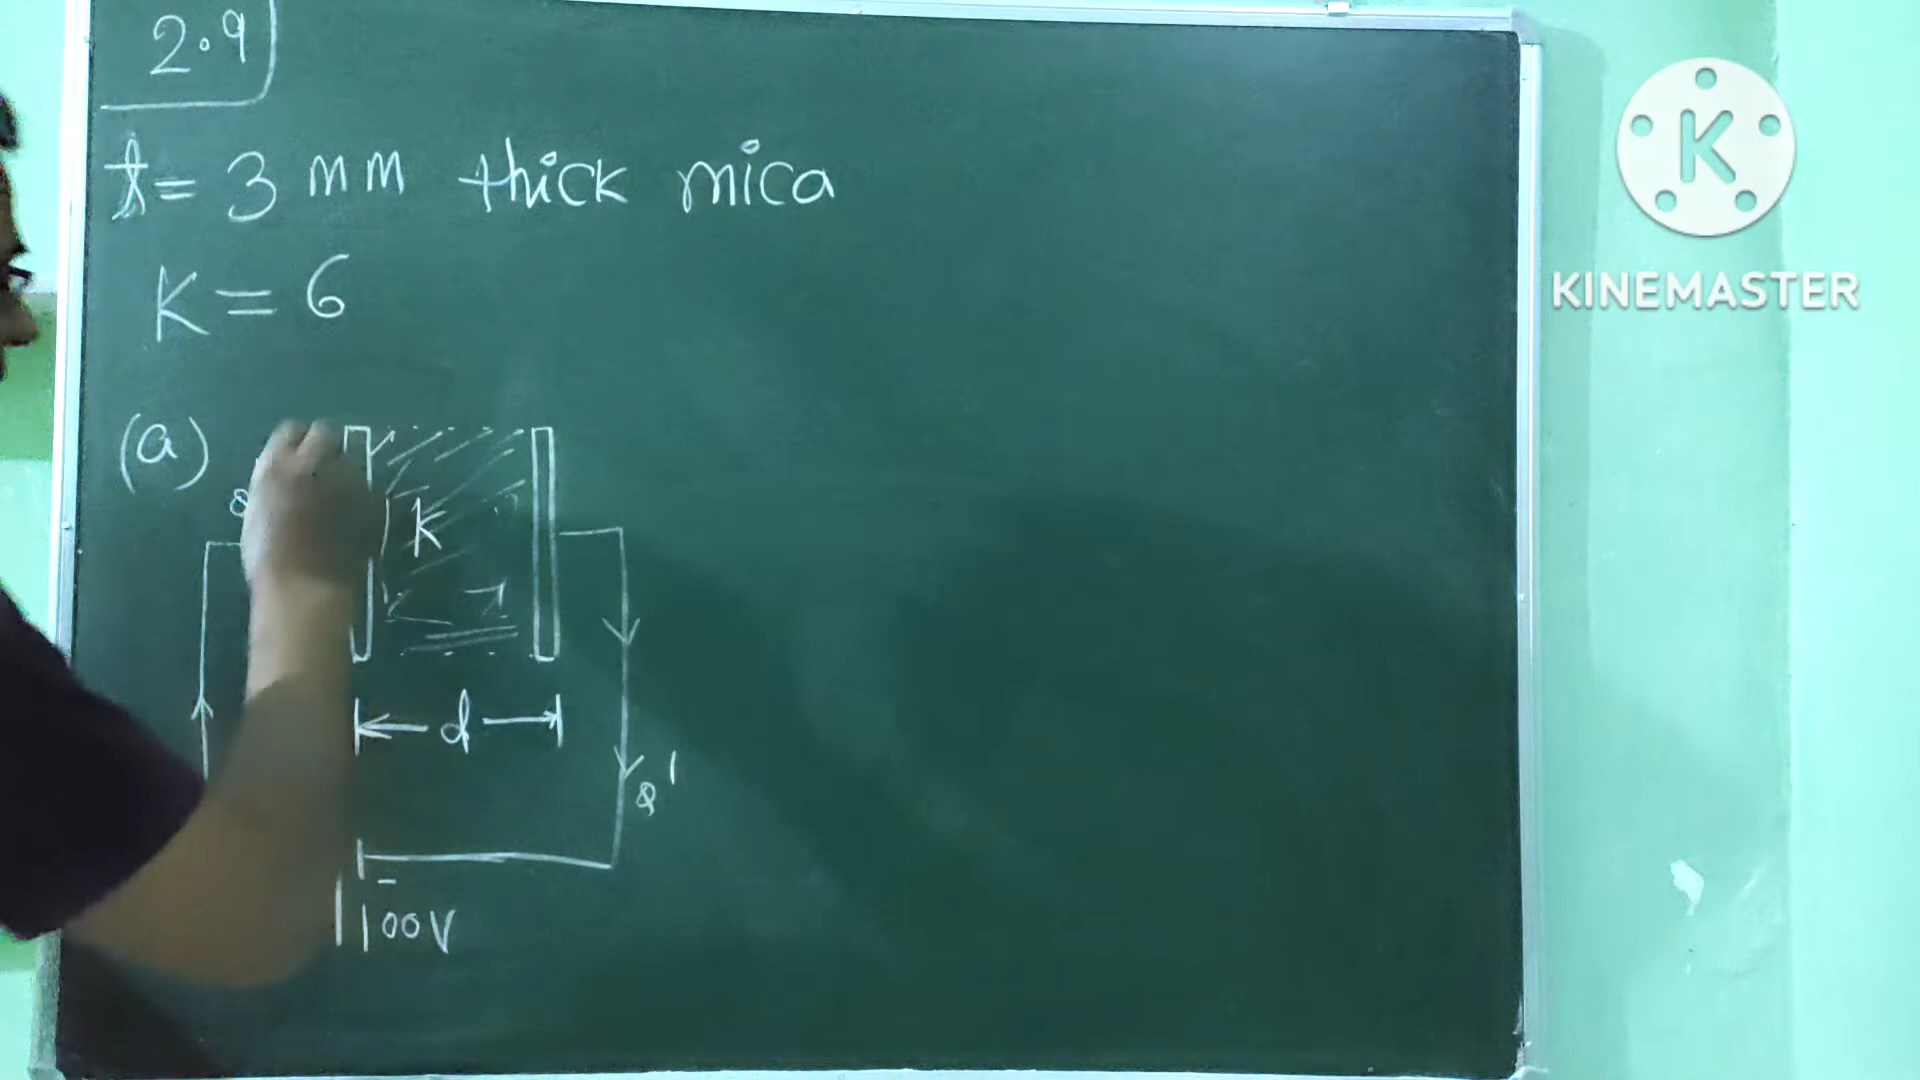 2.9
t = 3 mm thick mica
K = 6
(a)
K
d
Q'
-
100V
K
KINEMASTER